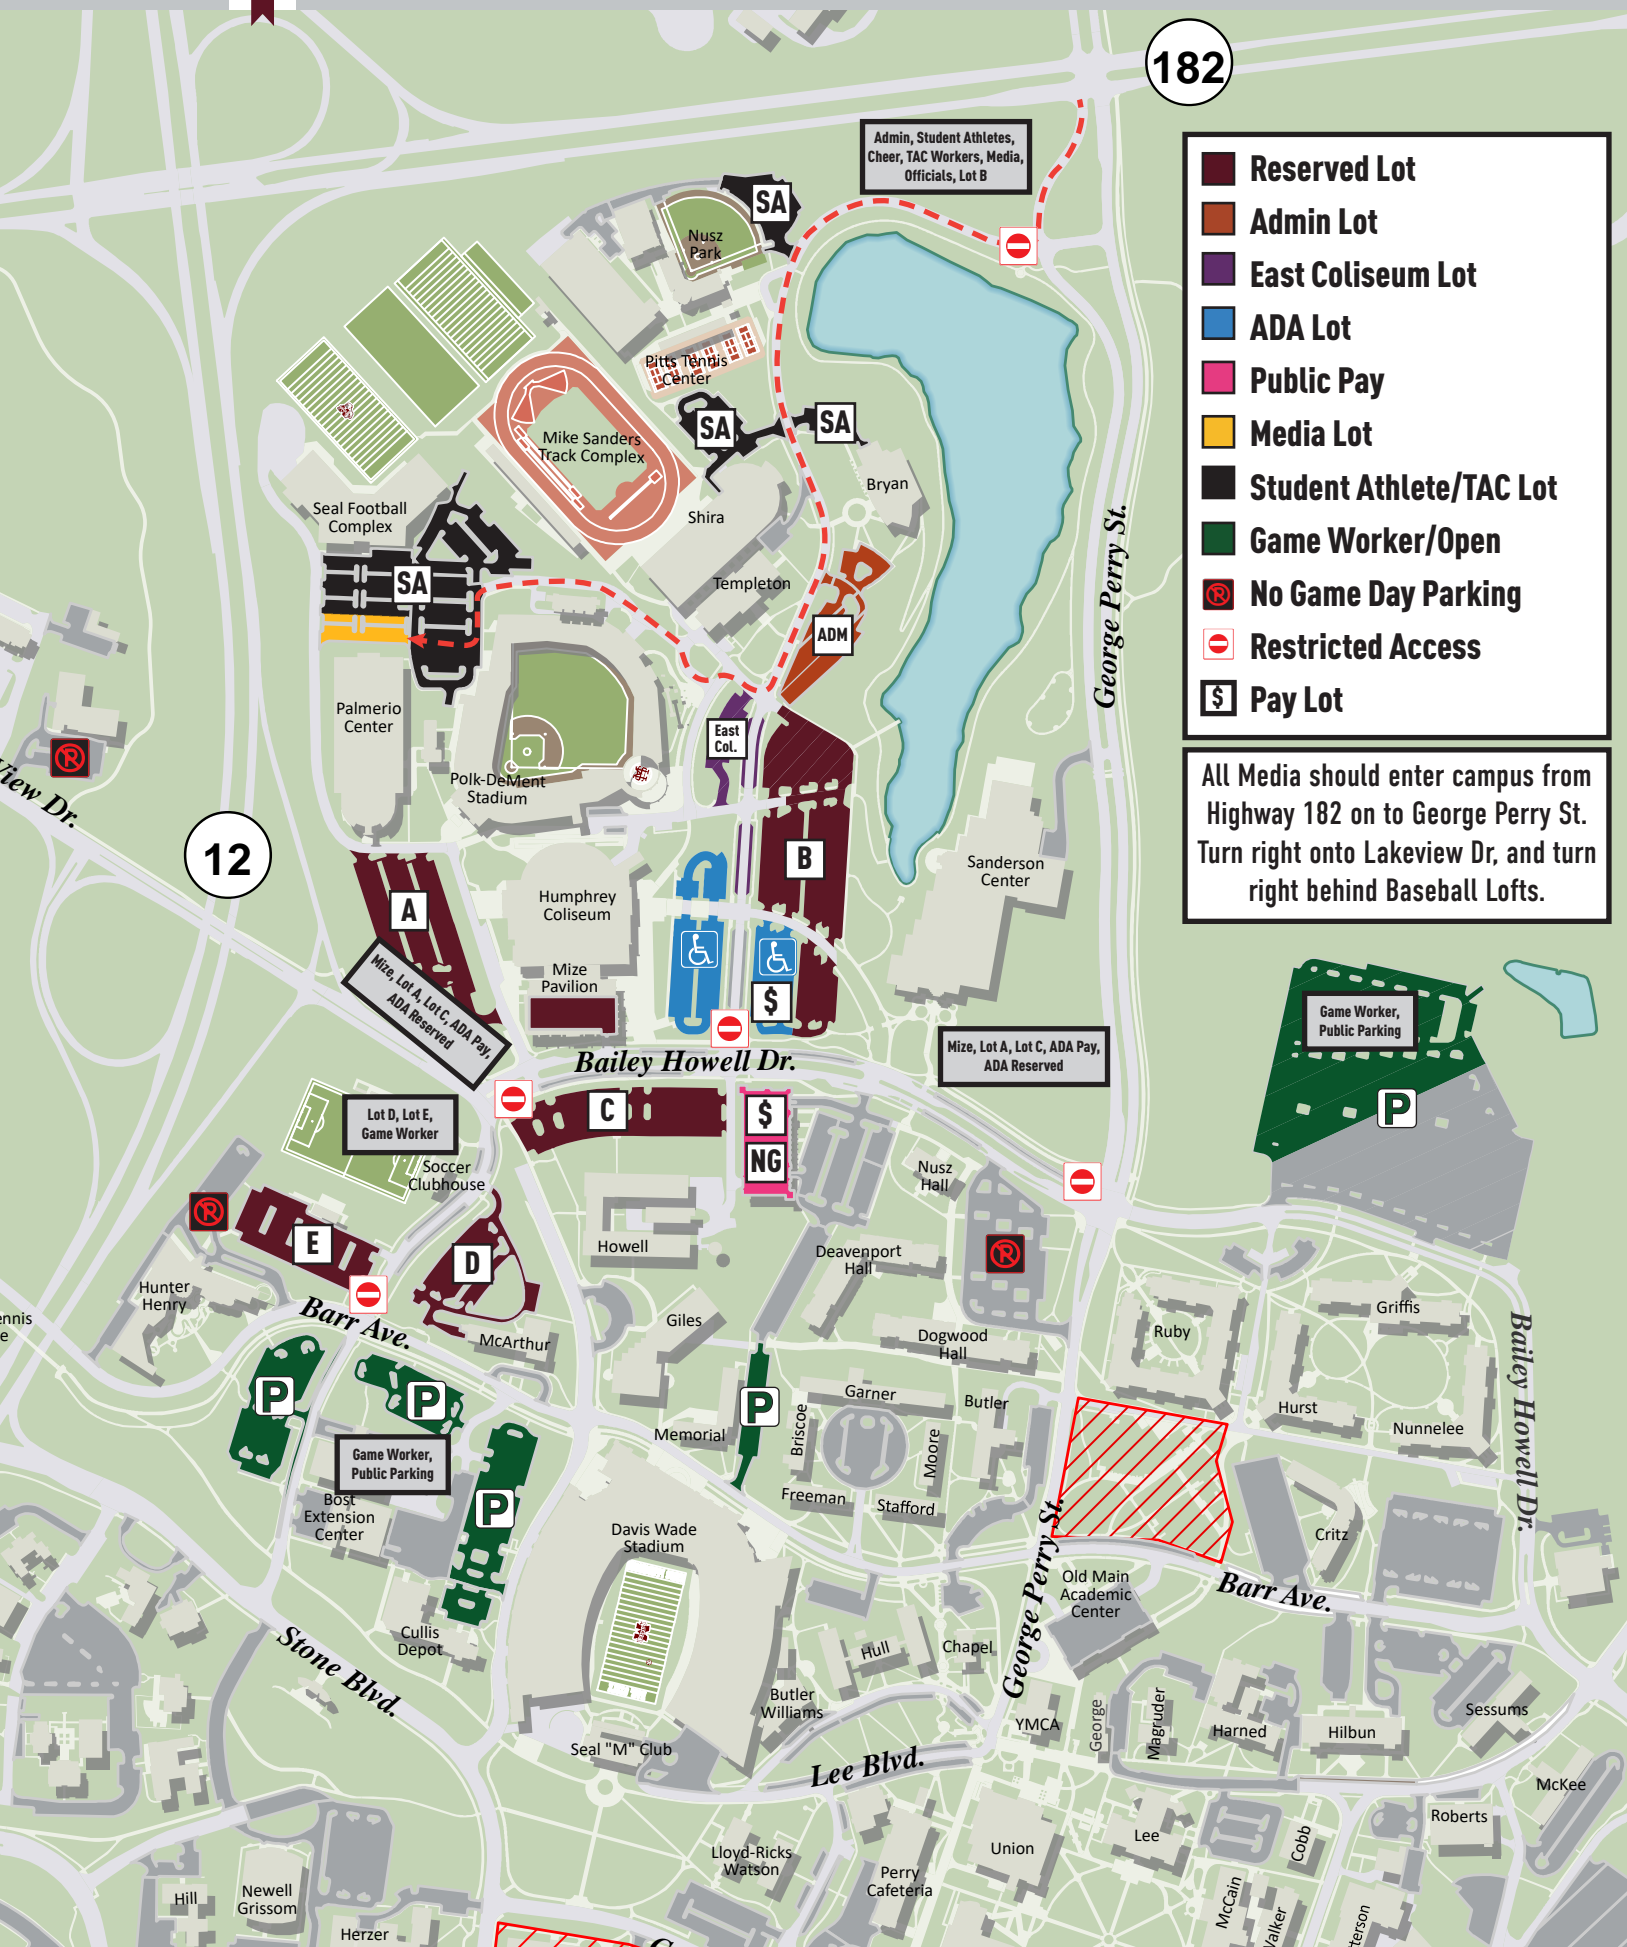 182
Admin, Student Athletes,
Cheer, TAC Workers, Media,
Officials, Lot B
Reserved Lot
Admin Lot
East Coliseum Lot
ADA Lot
$ Public Pay
Media Lot
Student Athlete/TAC Lot
Game Worker/Open
No Game Day Parking
Restricted Access
$ Pay Lot
All Media should enter campus from
Highway 182 on to George Perry St.
Turn right onto Lakeview Dr, and turn
right behind Baseball Lofts.
SA
Nusz
Park
Pitts Tennis
Center
SA
SA
Mike Sanders
Track Complex
Bryan
Seal Football
Complex
Shira
George Perry St.
SA
Templeton
ADM
Palmerio
Center
East
Col.
View Dr.
Polk-DeMent
Stadium
12
B
Sanderson
Center
A
Humphrey
Coliseum
Mize
Pavilion
$
Mize, Lot A, Lot C, ADA Pay,
ADA Reserved
Game Worker,
Public Parking
P
Bailey Howell Dr.
Mize, Lot A, Lot C, ADA Pay,
ADA Reserved
C
$
NG
Lot D, Lot E,
Game Worker
Soccer
Clubhouse
Nusz
Hall
E
D
Howell
Deavenport
Hall
Hunter
Henry
Barr Ave.
McArthur
Giles
Dogwood
Hall
Ruby
Griffis
Bailey Howell Dr.
P
P
P
Garner
Butler
Hurst
Nunnelee
Memorial
Briscoe
Moore
Game Worker,
Public Parking
Bost
Extension
Center
P
Freeman
Stafford
Davis Wade
Stadium
Critz
George Perry St.
Old Main
Academic
Center
Barr Ave.
Cullis
Depot
Hull
Chapel
Stone Blvd.
Butler
Williams
YMCA
George
Magruder
Harned
Hilbun
Sessums
Seal "M" Club
Lee Blvd.
McKee
Roberts
Lloyd-Ricks
Watson
Union
Lee
Cobb
Perry
Cafeteria
McCain
Hill
Newell
Grissom
Herzer